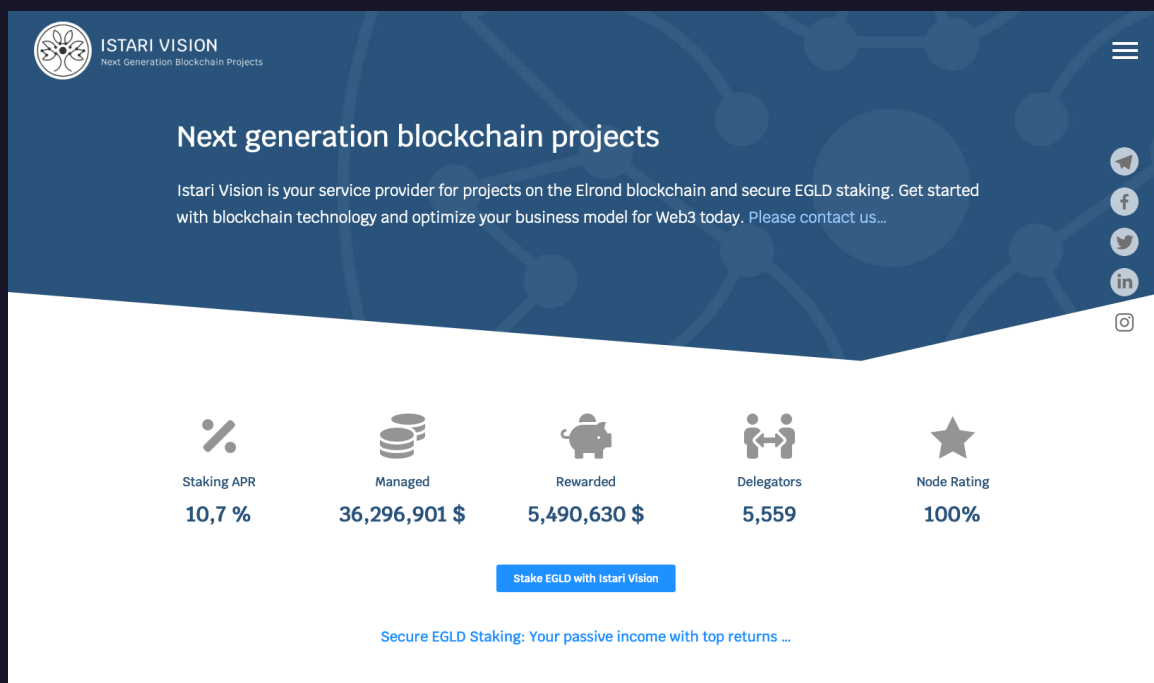 ISTARI VISION
Next Generation Blockchain Projects
Next generation blockchain projects
Istari Vision is your service provider for projects on the Elrond blockchain and secure EGLD staking. Get started
with blockchain technology and optimize your business model for Web3 today. Please contact us...
Staking APR
10,7 %
Managed
36,296,901 $
Rewarded
5,490,630 $
Delegators
5,559
Node Rating
100%
Stake EGLD with Istari Vision
Secure EGLD Staking: Your passive income with top returns ...